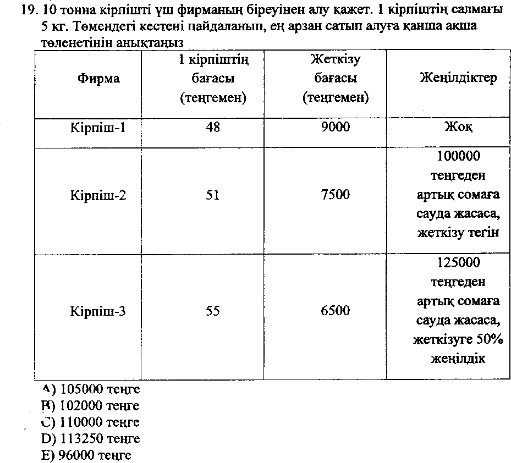 19. 10 тонна кірпішті үш фирманың біреуінен алу қажет. 1 кірпіштің салмағы
5 кг. Төмендегі кестені пайдаланып, ең арзан сатып алуға қанша ақша
төленетінін анықтаңыз
Фирма
1 кірпіштің
бағасы
(теңгемен)
Жеткізу
бағасы
(теңгемен)
Жеңілдіктер
Кірпіш-1 48 9000 Жоқ
Кірпіш-2 51 7500
100000
теңгеден
артық сомаға
сауда жасаса,
жеткізу тегін
Кірпіш-3 55 6500
125000
теңгеден
артық сомаға
сауда жасаса,
жеткізуге 50%
жеңілдік
A) 105000 теңге
B) 102000 теңге
C) 110000 теңге
D) 113250 теңге
E) 96000 теңге